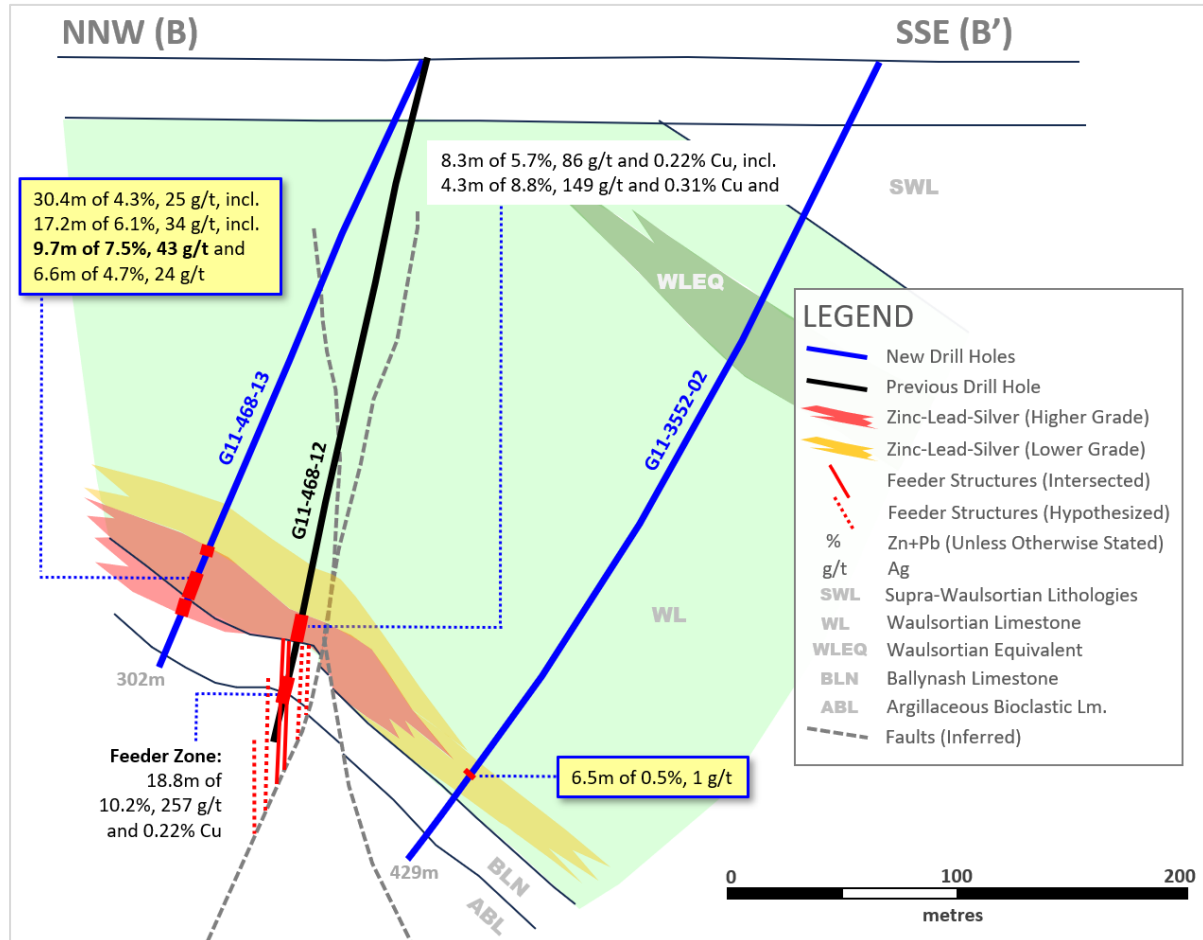 NNW (B)
SSE (B’)
8.3m of 5.7%, 86 g/t and 0.22% Cu, incl.
4.3m of 8.8%, 149 g/t and 0.31% Cu and
30.4m of 4.3%, 25 g/t, incl.
17.2m of 6.1%, 34 g/t, incl.
9.7m of 7.5%, 43 g/t and
6.6m of 4.7%, 24 g/t
SWL
WLEQ
G11-468-13
G11-468-12
G11-3552-02
WL
LEGEND
New Drill Holes
Previous Drill Hole
Zinc-Lead-Silver (Higher Grade)
Zinc-Lead-Silver (Lower Grade)
Feeder Structures (Intersected)
Feeder Structures (Hypothesized)
% Zn+Pb (Unless Otherwise Stated)
g/t Ag
SWL Supra-Waulsortian Lithologies
WL Waulsortian Limestone
WLEQ Waulsortian Equivalent
BLN Ballynash Limestone
ABL Argillaceous Bioclastic Lm.
Faults (Inferred)
302m
Feeder Zone:
18.8m of
10.2%, 257 g/t
and 0.22% Cu
6.5m of 0.5%, 1 g/t
429m
BLN
ABL
0 100 200
metres